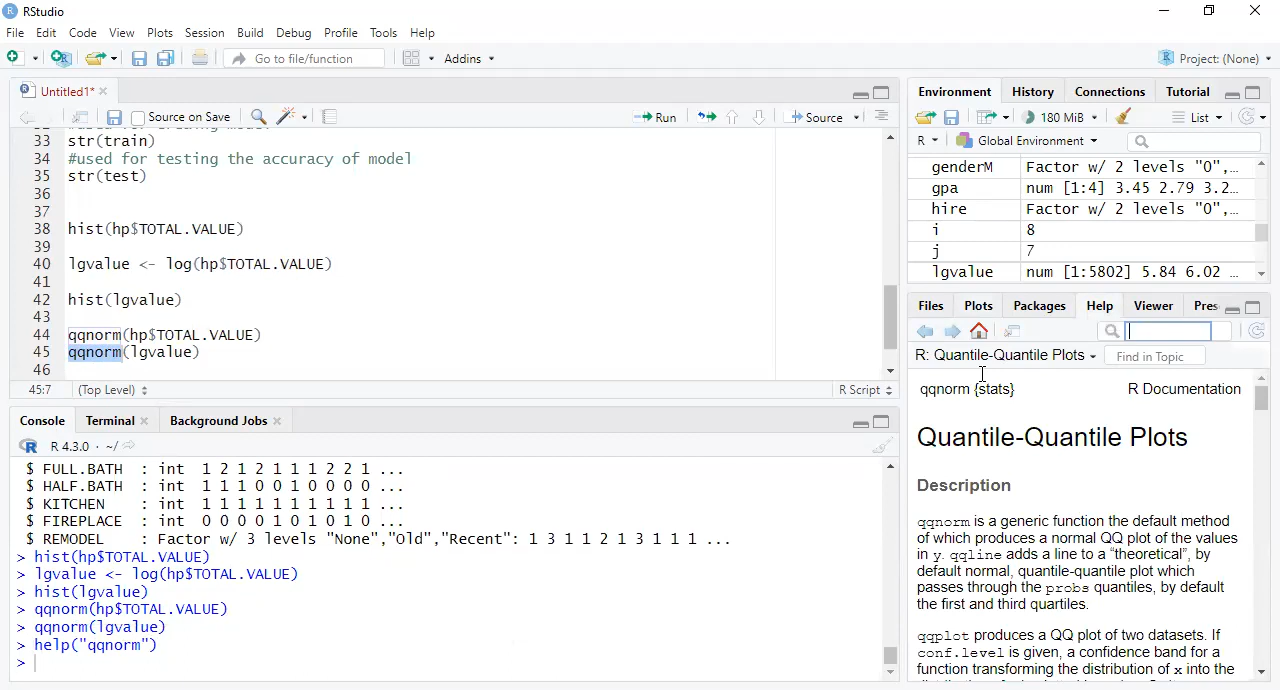 RStudio
File Edit Code View Plots Session Build Debug Profile Tools Help
Go to file/function Addins Project: (None)
Untitled1*
Source on Save Run Source
33 str(train)
34 #used for testing the accuracy of model
35 str(test)
36
37
38 hist(hp$TOTAL.VALUE)
39
40 lgvalue <- log(hp$TOTAL.VALUE)
41
42 hist(lgvalue)
43
44 qqnorm(hp$TOTAL.VALUE)
45 qqnorm(lgvalue)
46
45:7 (Top Level) R Script
Console Terminal Background Jobs
R 4.3.0 · ~/
$ FULL.BATH : int 1 2 1 2 1 1 1 2 2 1 ...
$ HALF.BATH : int 1 1 1 0 0 1 0 0 0 0 ...
$ KITCHEN : int 1 1 1 1 1 1 1 1 1 1 ...
$ FIREPLACE : int 0 0 0 0 1 0 1 0 1 0 ...
$ REMODEL : Factor w/ 3 levels "None","Old","Recent": 1 3 1 1 2 1 3 1 1 1 ...
> hist(hp$TOTAL.VALUE)
> lgvalue <- log(hp$TOTAL.VALUE)
> hist(lgvalue)
> qqnorm(hp$TOTAL.VALUE)
> qqnorm(lgvalue)
> help("qqnorm")
>
Environment History Connections Tutorial
180 MiB List
R Global Environment
genderM Factor w/ 2 levels "0",...
gpa num [1:4] 3.45 2.79 3.2...
hire Factor w/ 2 levels "0",...
i 8
j 7
lgvalue num [1:5802] 5.84 6.02 ...
Files Plots Packages Help Viewer Pres
R: Quantile-Quantile Plots Find in Topic
qqnorm {stats} R Documentation
Quantile-Quantile Plots
Description
qqnorm is a generic function the default method
of which produces a normal QQ plot of the values
in y. qqline adds a line to a “theoretical”, by
default normal, quantile-quantile plot which
passes through the probs quantiles, by default
the first and third quartiles.
qqplot produces a QQ plot of two datasets. If
conf.level is given, a confidence band for a
function transforming the distribution of x into the